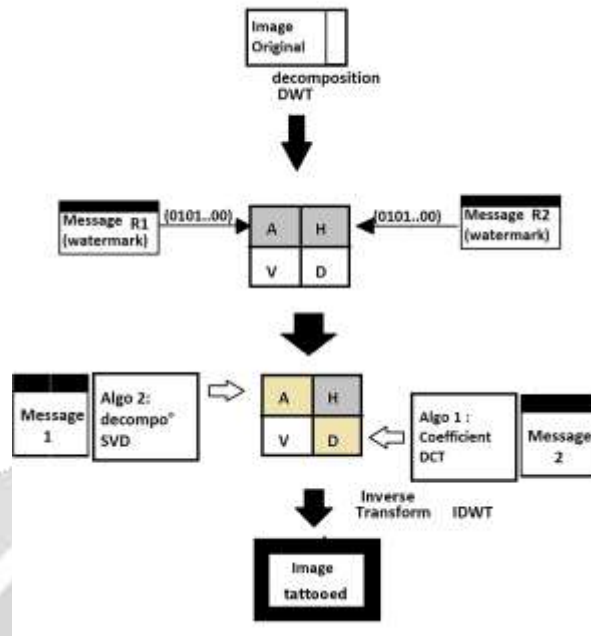 Image
Original
decomposition
DWT
Message R1
(watermark)
(0101..00)
A H
V D
(0101..00)
Message R2
(watermark)
Message
1
Algo 2:
decompo°
SVD
A H
V D
Algo 1 :
Coefficient
DCT
Message
2
Inverse
Transform IDWT
Image
tattooed